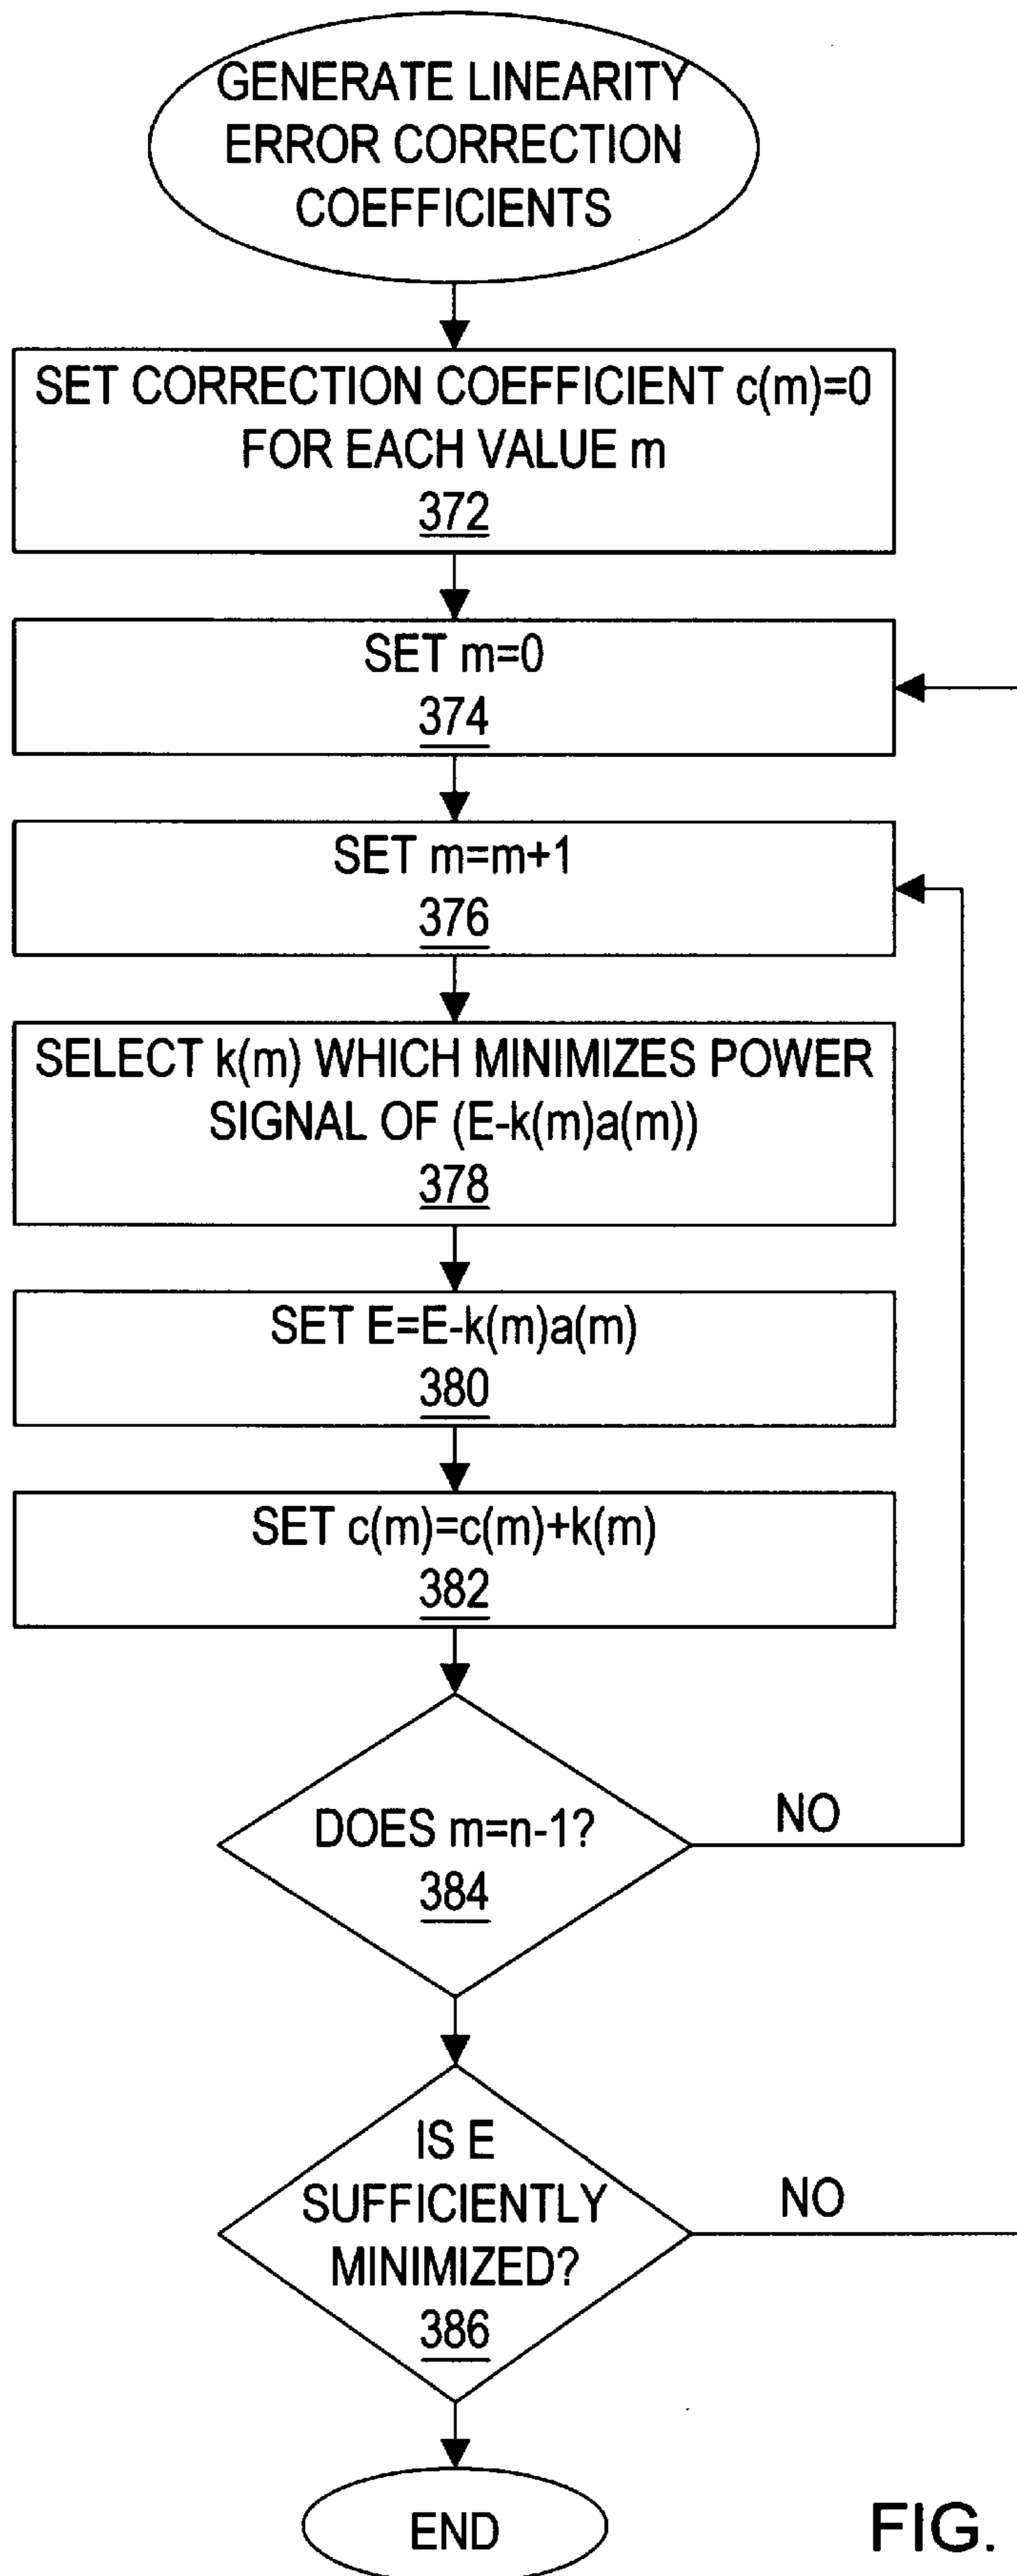 GENERATE LINEARITY
ERROR CORRECTION
COEFFICIENTS
SET CORRECTION COEFFICIENT c(m)=0
FOR EACH VALUE m
372
SET m=0
374
SET m=m+1
376
SELECT k(m) WHICH MINIMIZES POWER
SIGNAL OF (E-k(m)a(m))
378
SET E=E-k(m)a(m)
380
SET c(m)=c(m)+k(m)
382
DOES m=n-1?
384
NO
IS E
SUFFICIENTLY
MINIMIZED?
386
NO
END
FIG.